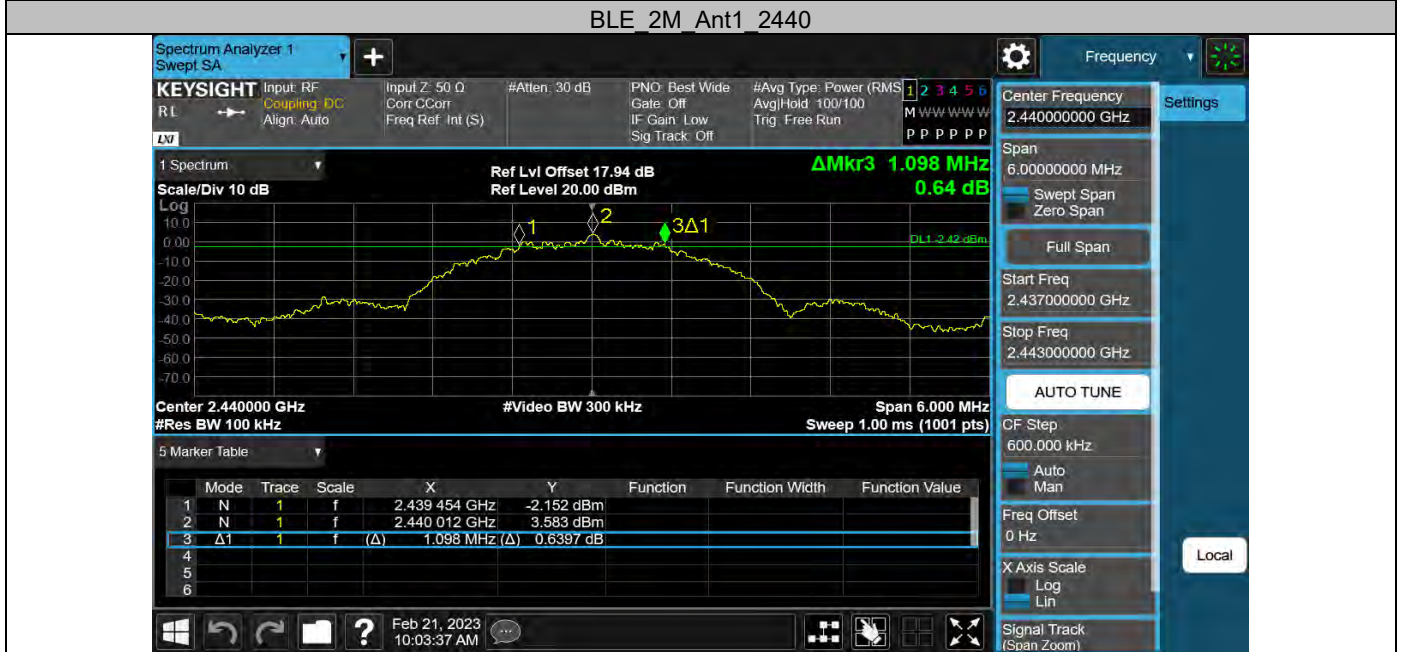 BLE_2M_Ant1_2440
Spectrum Analyzer 1
Swept SA
+
Frequency
KEYSIGHT
RL
LXI
Input: RF
Coupling: DC
Align: Auto
Input Z: 50 Ω
Corr CCorr
Freq Ref: Int (S)
#Atten: 30 dB
PNO: Best Wide
Gate: Off
IF Gain: Low
Sig Track: Off
#Avg Type: Power (RMS
Avg|Hold: 100/100
Trig: Free Run
1 2 3 4 5 6
M W W W W W
P P P P P P
1 Spectrum
Scale/Div 10 dB
Ref Lvl Offset 17.94 dB
Ref Level 20.00 dBm
ΔMkr3 1.098 MHz
0.64 dB
Log
10.0
0.00
-10.0
-20.0
-30.0
-40.0
-50.0
-60.0
-70.0
1
2
3Δ1
DL1 -2.42 dBm
Center 2.440000 GHz
#Res BW 100 kHz
#Video BW 300 kHz
Span 6.000 MHz
Sweep 1.00 ms (1001 pts)
5 Marker Table
Mode Trace Scale X Y Function Function Width Function Value
1 N 1 f 2.439 454 GHz -2.152 dBm
2 N 1 f 2.440 012 GHz 3.583 dBm
3 Δ1 1 f (Δ) 1.098 MHz (Δ) 0.6397 dB
4
5
6
?
Feb 21, 2023
10:03:37 AM
Center Frequency
2.440000000 GHz
Settings
Span
6.00000000 MHz
Swept Span
Zero Span
Full Span
Start Freq
2.437000000 GHz
Stop Freq
2.443000000 GHz
AUTO TUNE
CF Step
600.000 kHz
Auto
Man
Freq Offset
0 Hz
X Axis Scale
Log
Lin
Local
Signal Track
(Span Zoom)